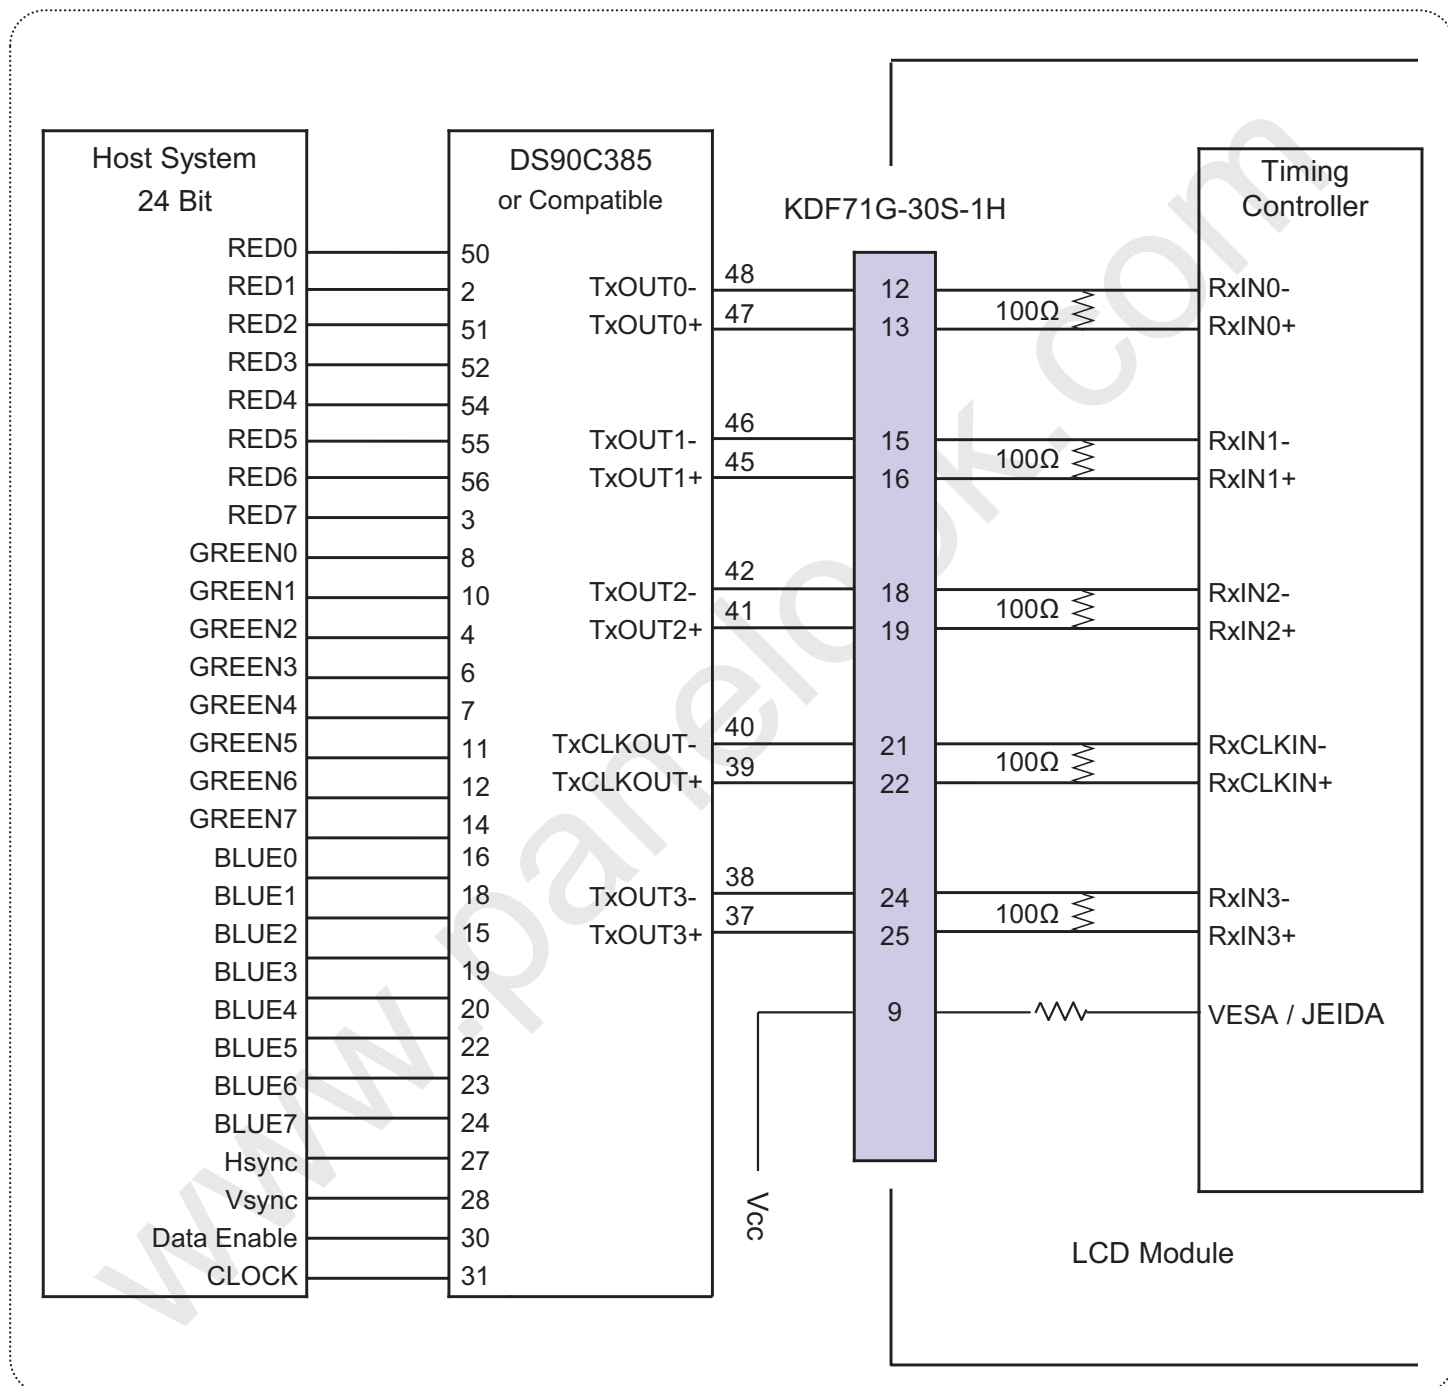 Host System
24 Bit
RED0
RED1
RED2
RED3
RED4
RED5
RED6
RED7
GREEN0
GREEN1
GREEN2
GREEN3
GREEN4
GREEN5
GREEN6
GREEN7
BLUE0
BLUE1
BLUE2
BLUE3
BLUE4
BLUE5
BLUE6
BLUE7
Hsync
Vsync
Data Enable
CLOCK
DS90C385
or Compatible
50
2
51
52
54
55
56
3
8
10
4
6
7
11
12
14
16
18
15
19
20
22
23
24
27
28
30
31
TxOUT0- 48
TxOUT0+ 47
TxOUT1- 46
TxOUT1+ 45
TxOUT2- 42
TxOUT2+ 41
TxCLKOUT- 40
TxCLKOUT+ 39
TxOUT3- 38
TxOUT3+ 37
Vcc
KDF71G-30S-1H
12
13
15
16
18
19
21
22
24
25
9
100Ω
100Ω
100Ω
100Ω
100Ω
Timing
Controller
RxIN0-
RxIN0+
RxIN1-
RxIN1+
RxIN2-
RxIN2+
RxCLKIN-
RxCLKIN+
RxIN3-
RxIN3+
VESA / JEIDA
LCD Module
www.panelook.com